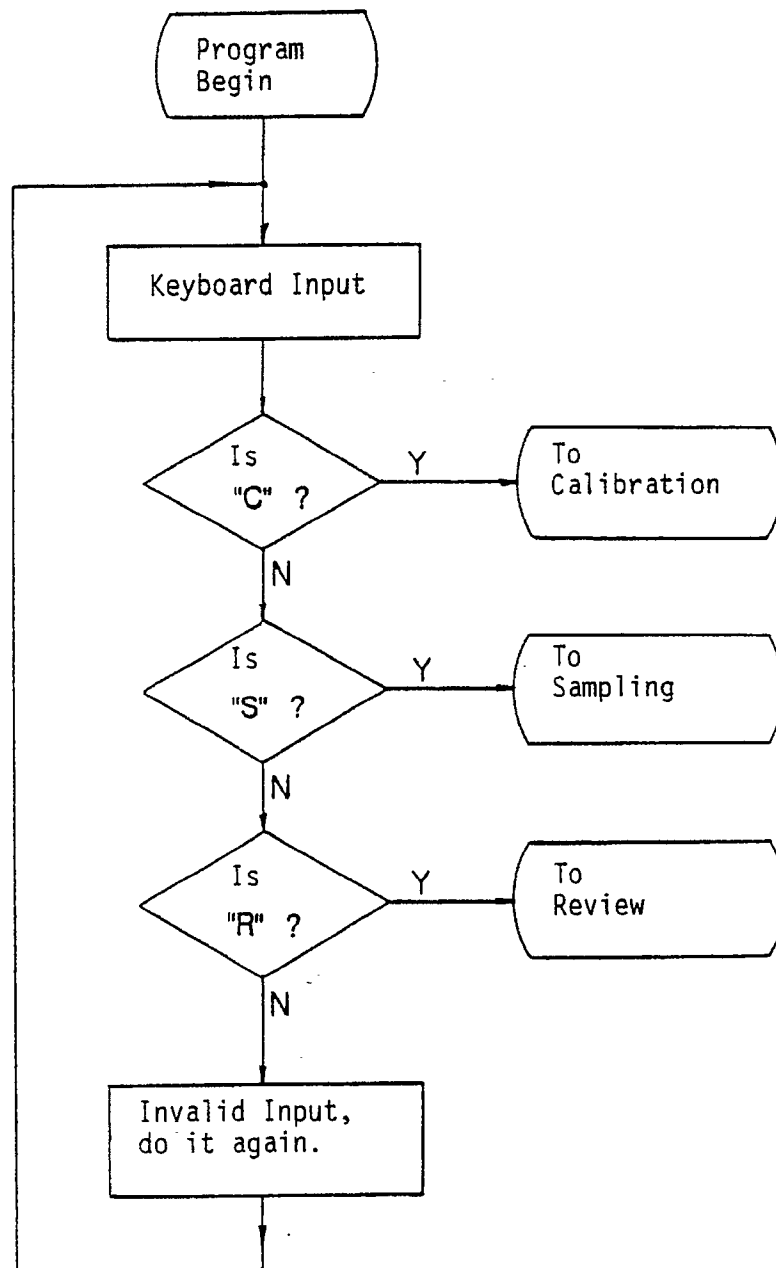 Program
Begin
Keyboard Input
Is
"C" ?
Y
To
Calibration
N
Is
"S" ?
Y
To
Sampling
N
Is
"R" ?
Y
To
Review
N
Invalid Input,
do it again.